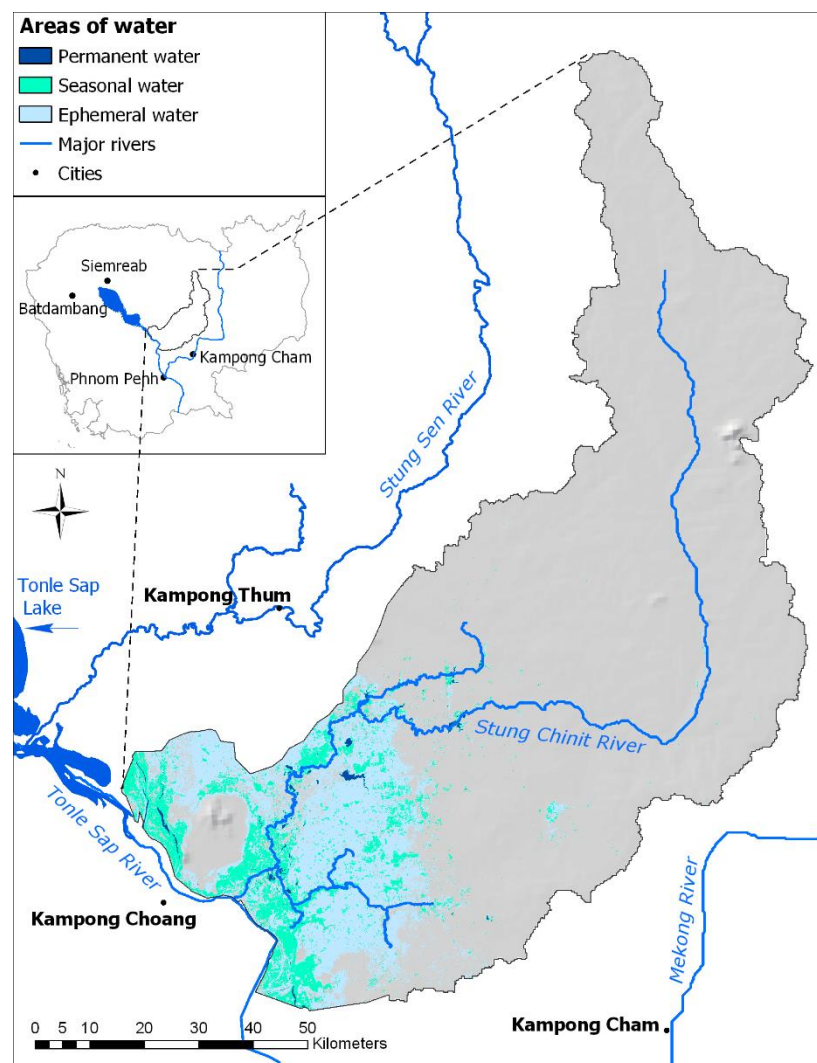 Areas of water
Permanent water
Seasonal water
Ephemeral water
Major rivers
Cities
Siemreab
Batdambang
Kampong Cham
Phnom Penh
N
Stung Sen River
Tonle Sap
Lake
Kampong Thum
Stung Chinit River
Tonle Sap River
Kampong Choang
Mekong River
Kampong Cham
0 5 10 20 30 40 50
Kilometers